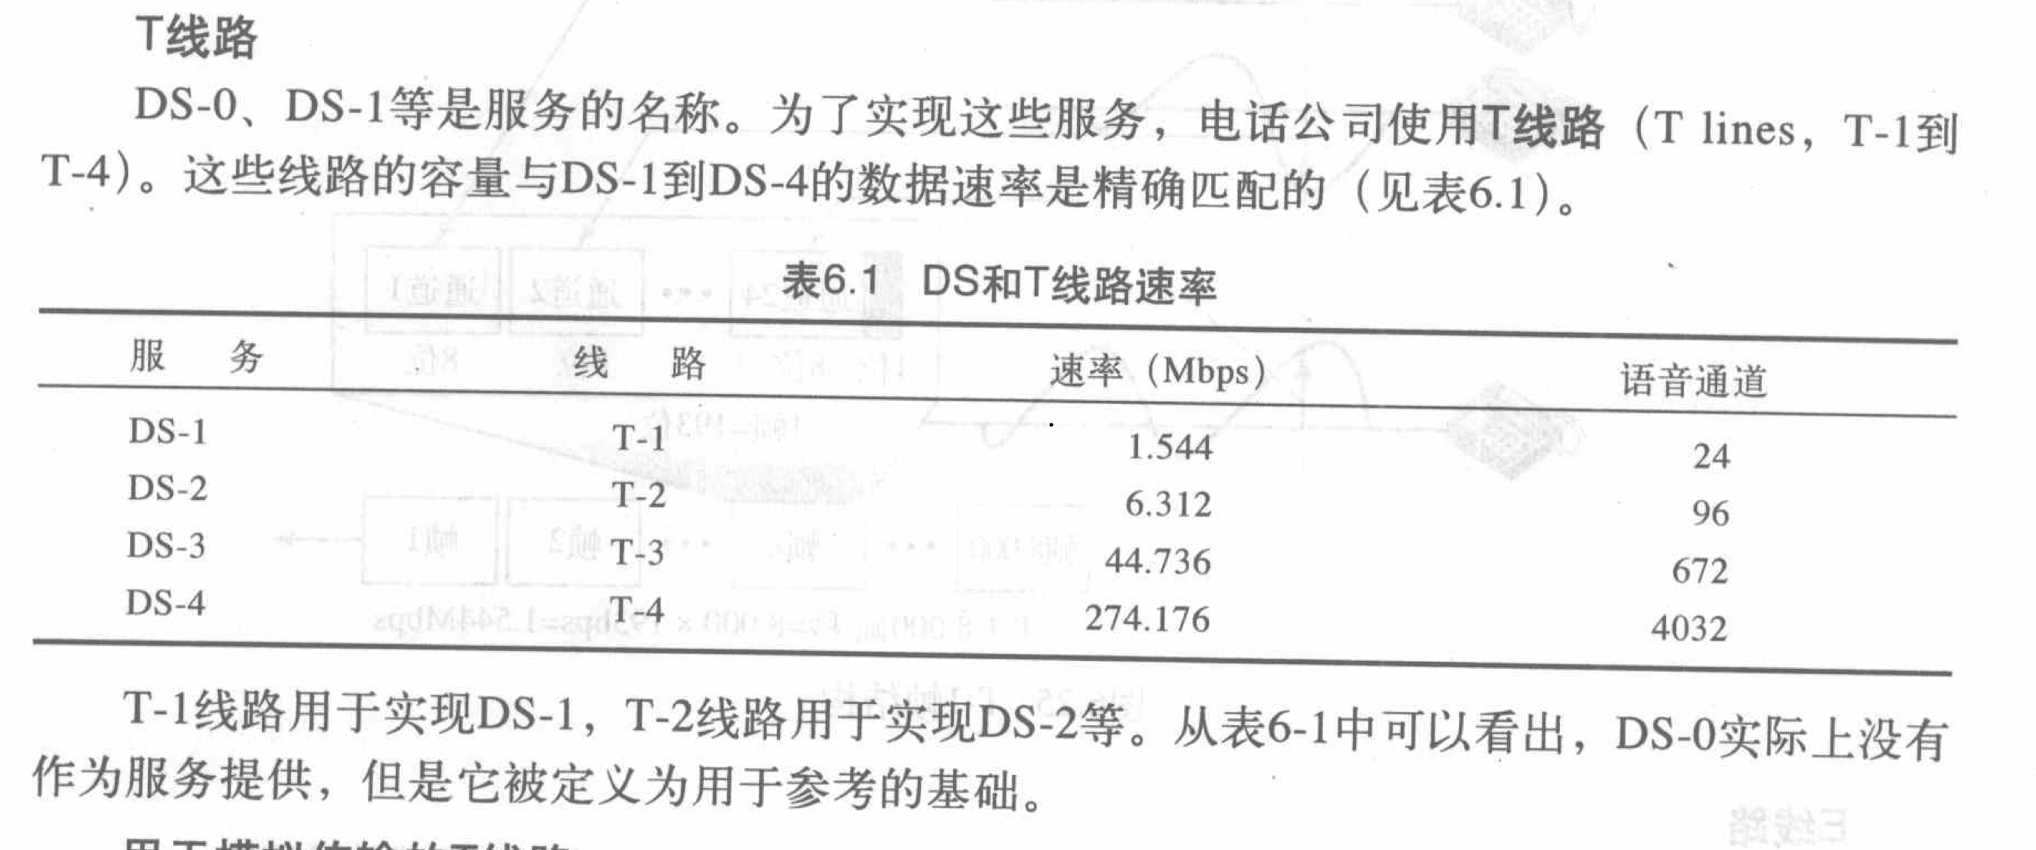 T线路
DS-0、DS-1等是服务的名称。为了实现这些服务，电话公司使用T线路（T lines，T-1到
T-4）。这些线路的容量与DS-1到DS-4的数据速率是精确匹配的（见表6.1）。
表6.1 DS和T线路速率
服 务 线 路 速率（Mbps） 语音通道
DS-1 T-1 1.544 24
DS-2 T-2 6.312 96
DS-3 T-3 44.736 672
DS-4 T-4 274.176 4032
T-1线路用于实现DS-1，T-2线路用于实现DS-2等。从表6-1中可以看出，DS-0实际上没有
作为服务提供，但是它被定义为用于参考的基础。